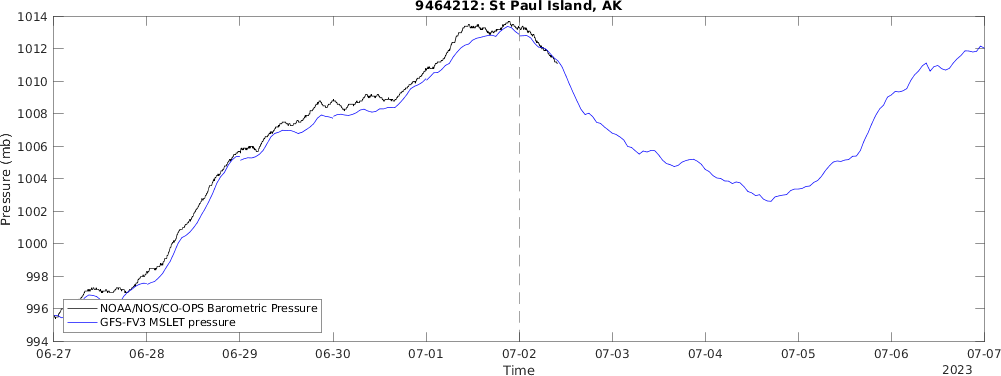 9464212: St Paul Island, AK
Pressure (mb)
1014
1012
1010
1008
1006
1004
1002
1000
998
996
994
NOAA/NOS/CO-OPS Barometric Pressure
GFS-FV3 MSLET pressure
06-27 06-28 06-29 06-30 07-01 07-02 07-03 07-04 07-05 07-06 07-07
Time
2023